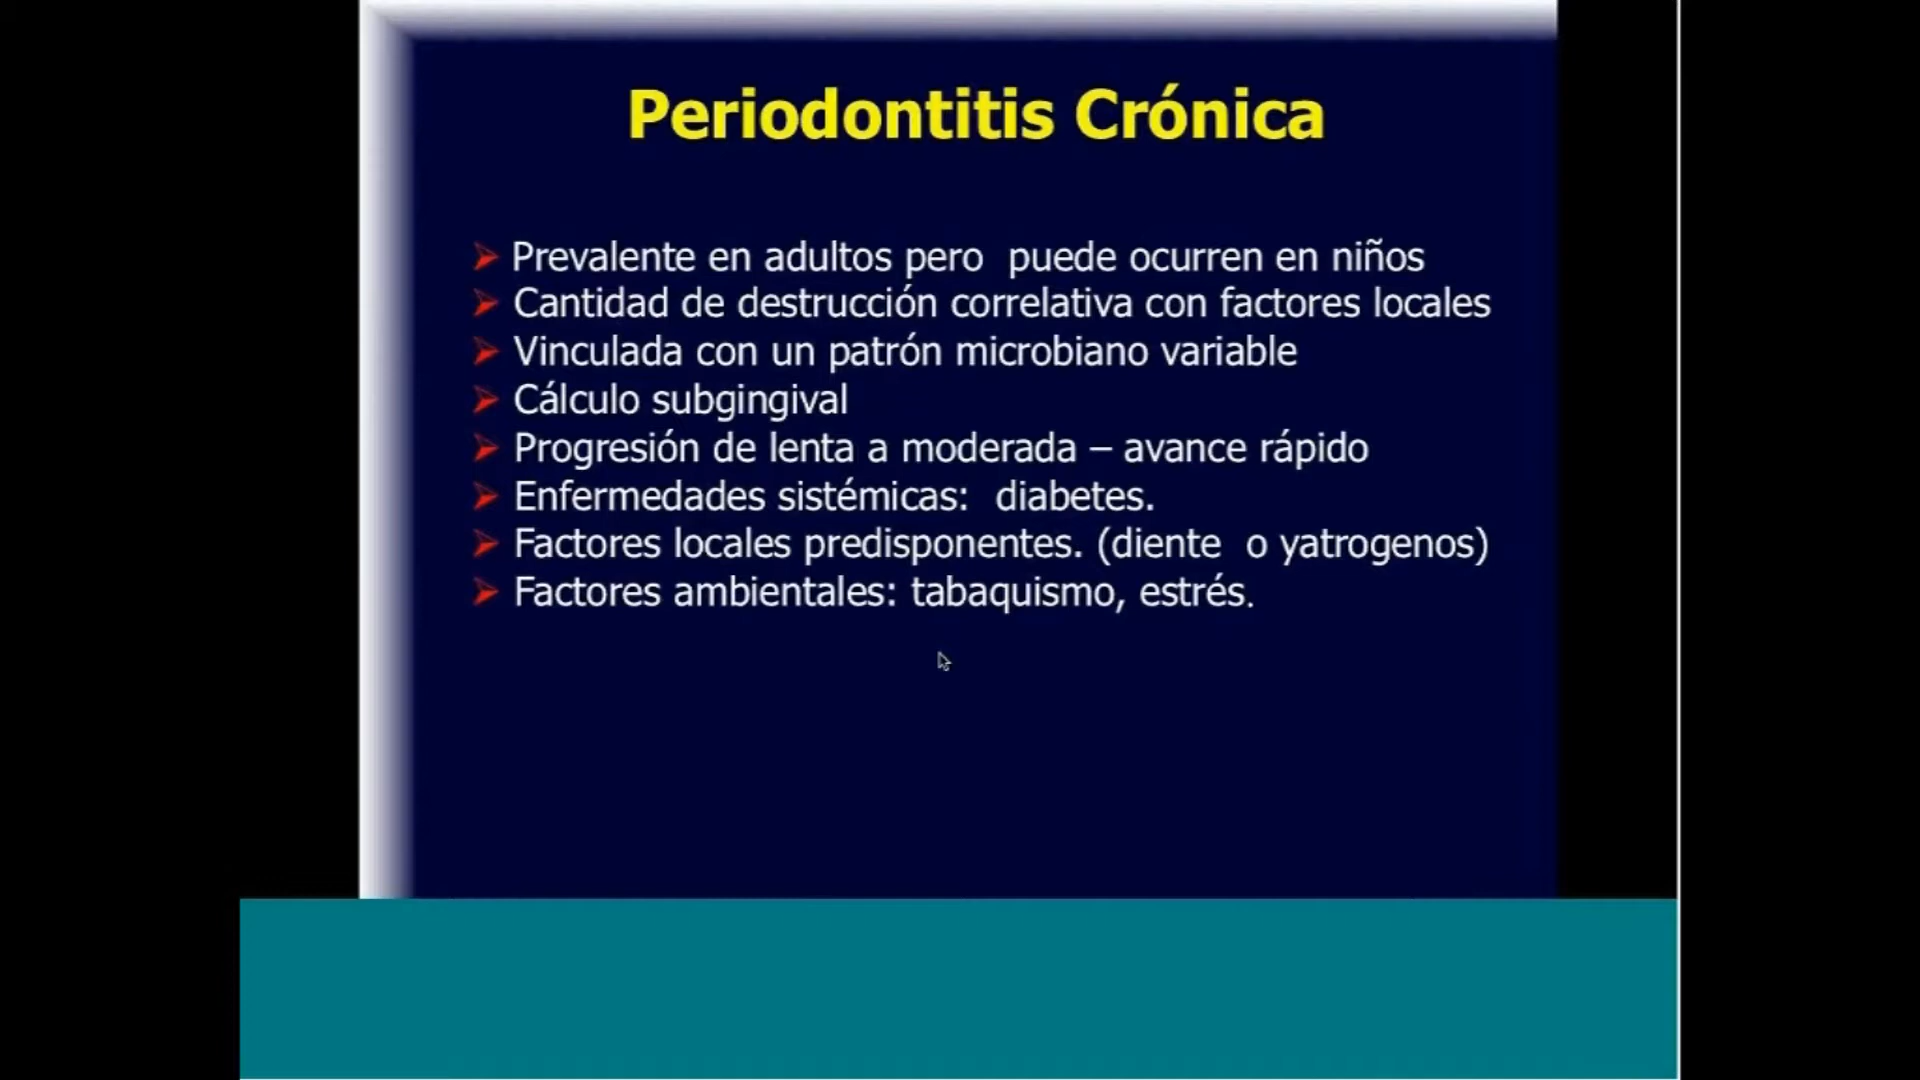 Periodontitis Crónica
Prevalente en adultos pero  puede ocurren en niños
Cantidad de destrucción correlativa con factores locales
Vinculada con un patrón microbiano variable
Cálculo subgingival
Progresión de lenta a moderada – avance rápido
Enfermedades sistémicas:  diabetes.
Factores locales predisponentes. (diente  o yatrogenos)
Factores ambientales: tabaquismo, estrés.